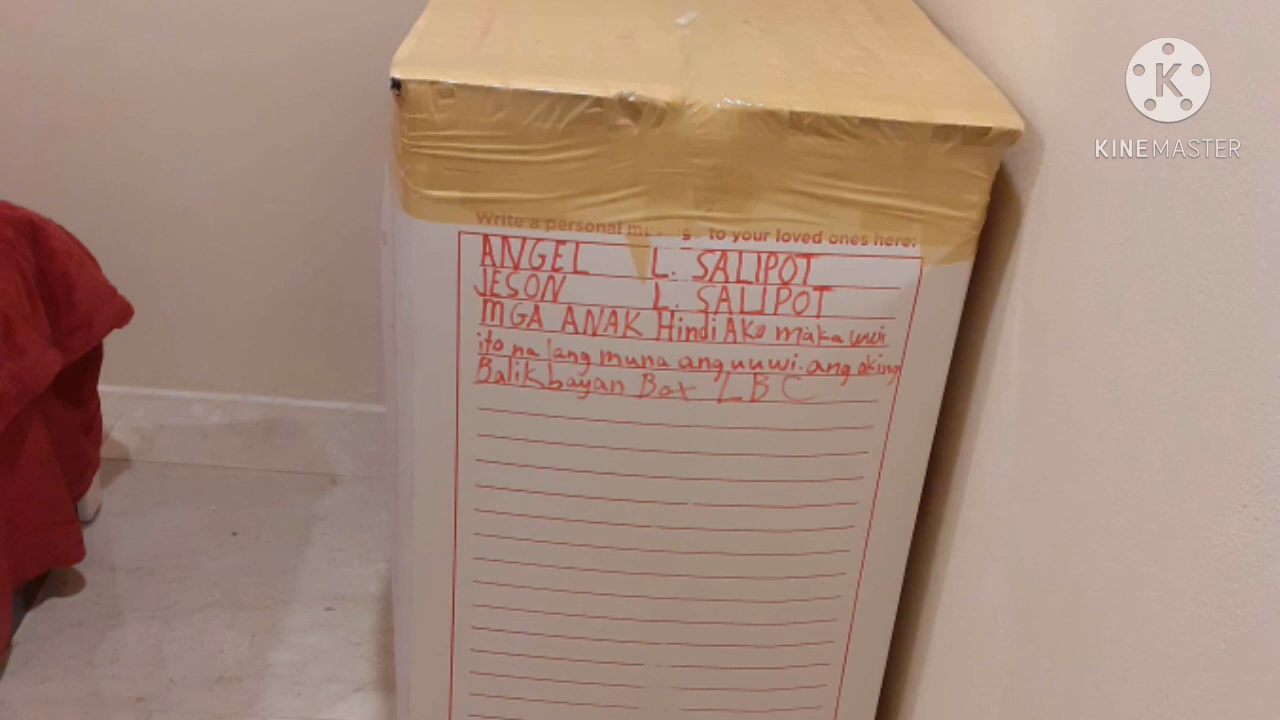 KINEMASTER
Write a personal to your loved ones here:
ANGEL L. SALIPOT
JESON L. SALIPOT
MGA ANAK Hindi Ako maka uwi
ito na lang muna ang uuwi. ang aking
Balikbayan Box LBC